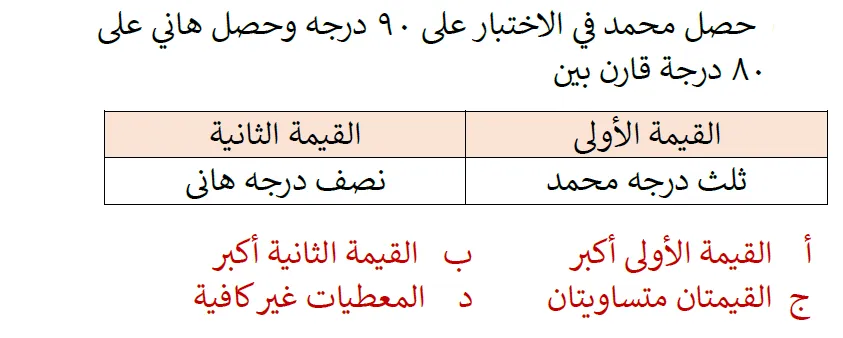 حصل محمد في الاختبار على ٩٠ درجه وحصل هاني على
٨٠ درجة قارن بين
القيمة الأولى القيمة الثانية
ثلث درجه محمد نصف درجه هانى
أ القيمة الأولى أكبر ب القيمة الثانية أكبر
ج القيمتان متساويتان د المعطيات غير كافية